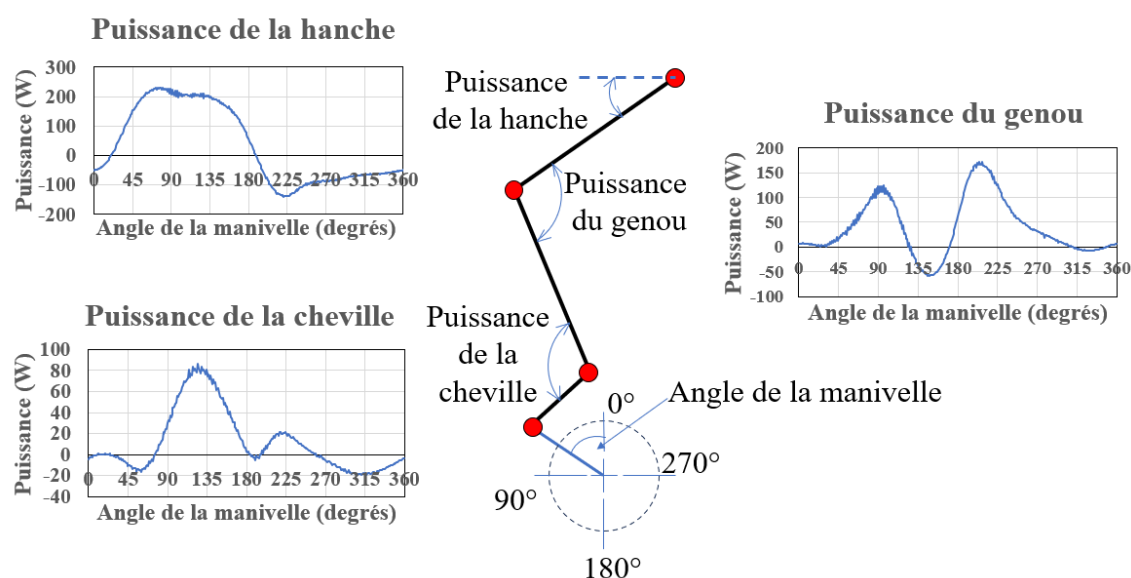 Puissance de la hanche
Puissance (W)
300
200
100
0
-100
-200
0 45 90 135 180 225 270 315 360
Angle de la manivelle (degrés)
Puissance de la cheville
Puissance (W)
100
80
60
40
20
0
-20
-40
0 45 90 135 180 225 270 315 360
Angle de la manivelle (degrés)
Puissance
de la hanche
Puissance
du genou
Puissance
de la
cheville
Angle de la manivelle
0°
270°
90°
180°
Puissance du genou
Puissance (W)
200
150
100
50
0
-50
-100
0 45 90 135 180 225 270 315 360
Angle de la manivelle (degrés)